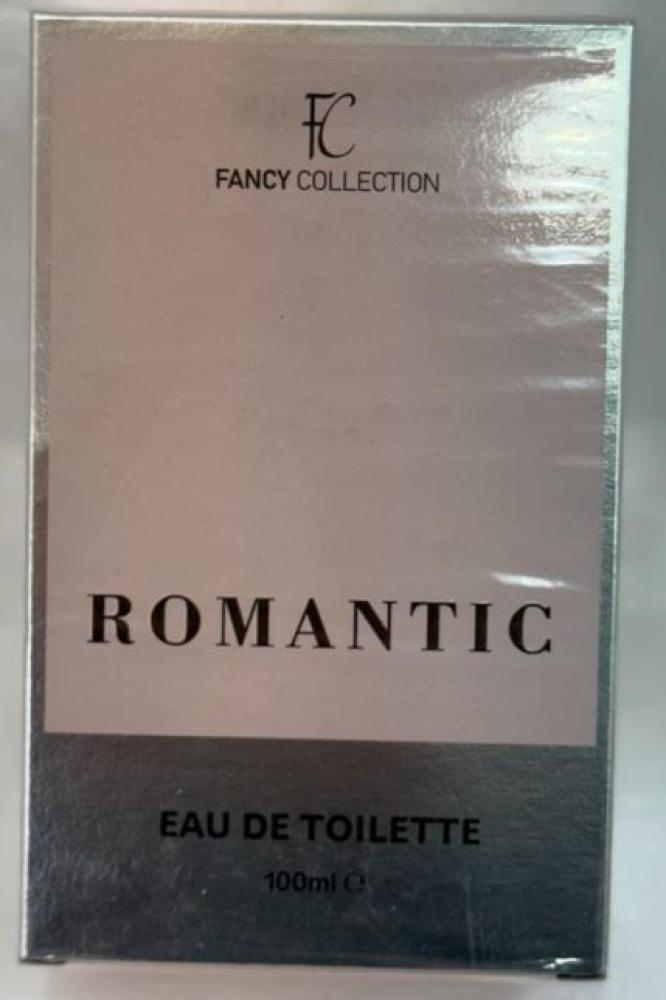 FC
FANCY COLLECTION
ROMANTIC
EAU DE TOILETTE
100ml ℮